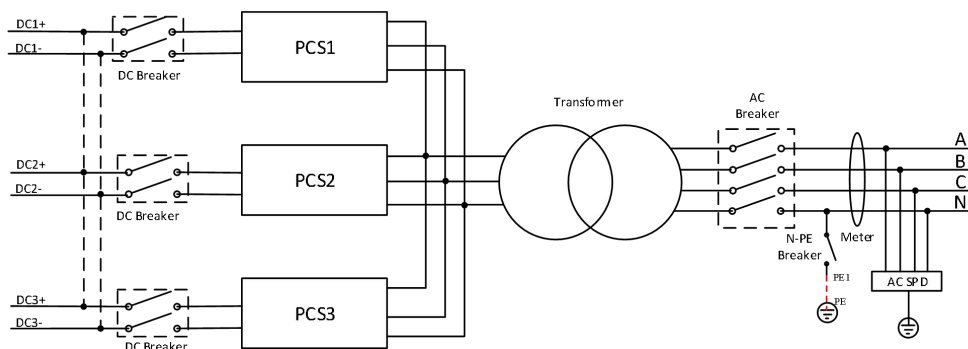 DC1+
DC1-
DC Breaker
PCS1
Transformer
AC
Breaker
A
B
C
N
DC2+
DC2-
DC Breaker
PCS2
N-PE
Breaker
Meter
PE1
PE
AC SPD
DC3+
DC3-
DC Breaker
PCS3